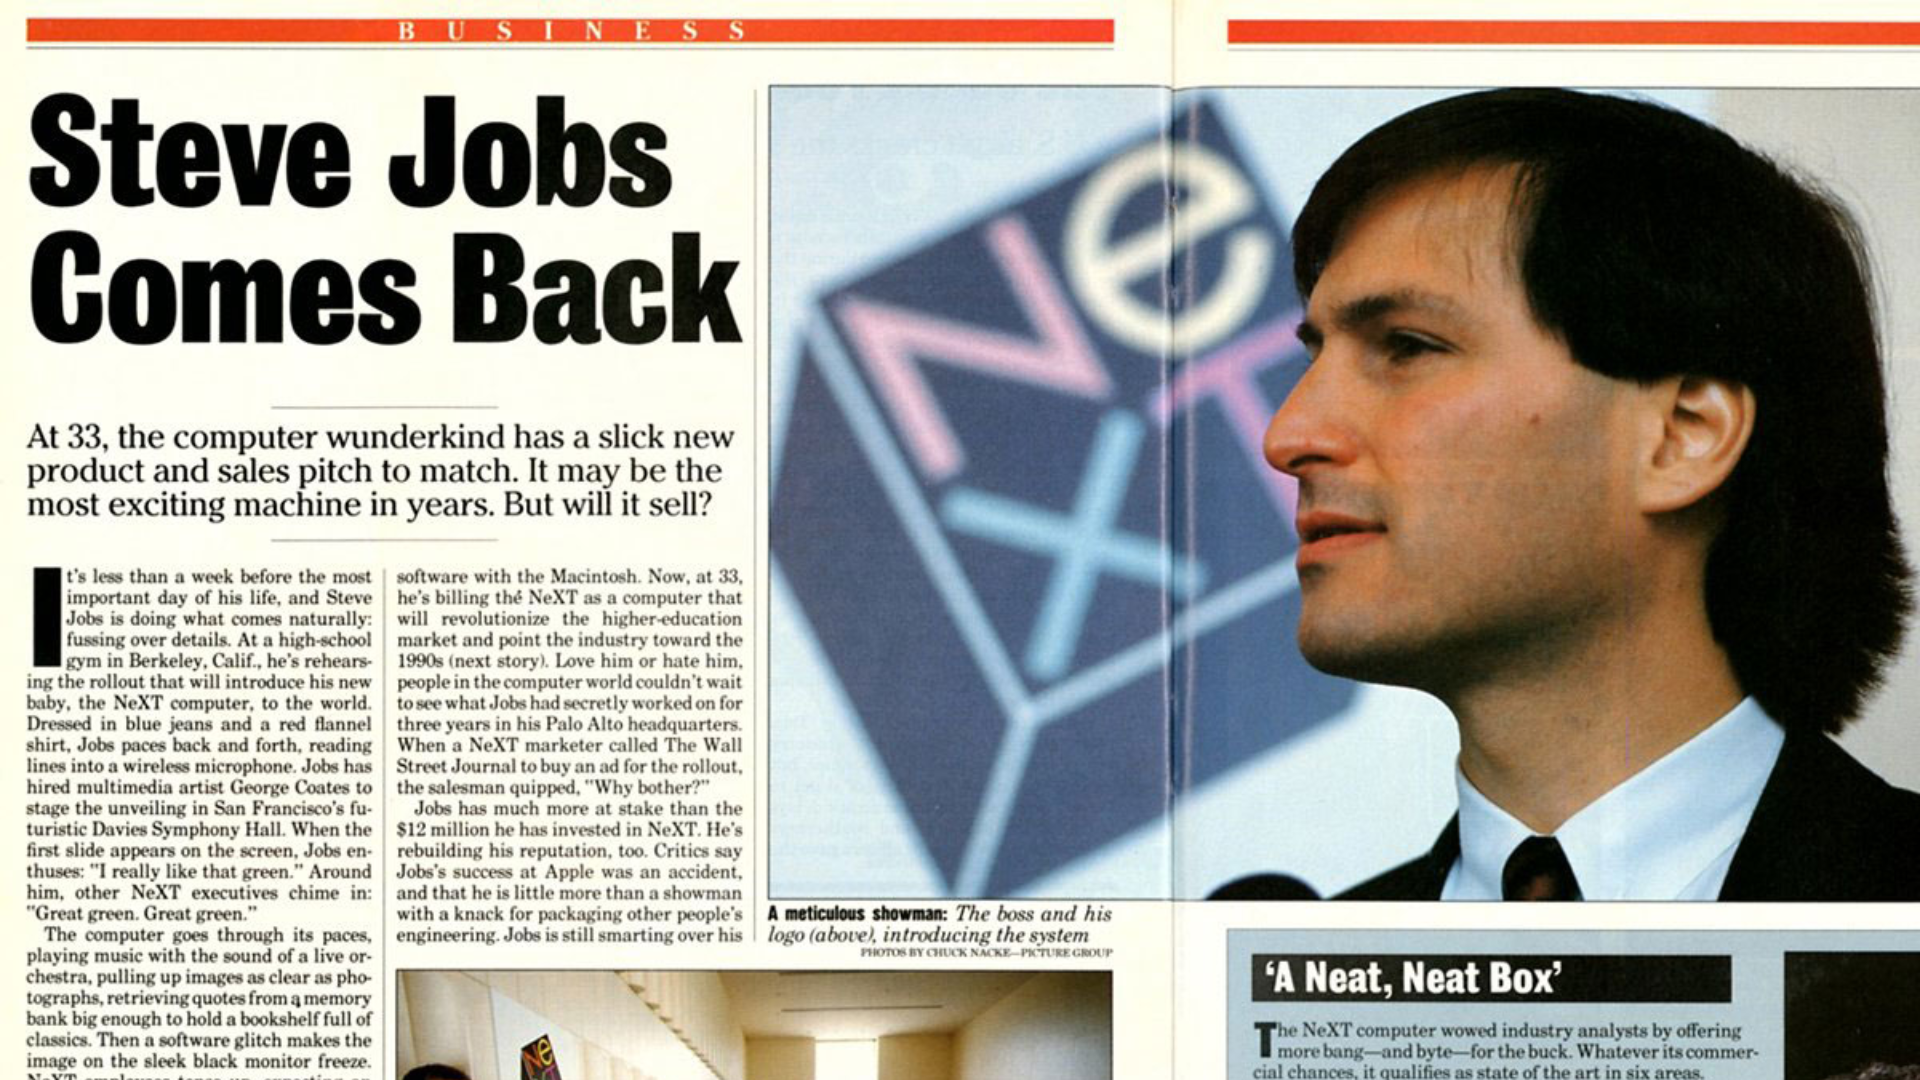 BUSINESS
Steve Jobs
Comes Back
At 33, the computer wunderkind has a slick new
product and sales pitch to match. It may be the
most exciting machine in years. But will it sell?
It's less than a week before the most
important day of his life, and Steve
Jobs is doing what comes naturally:
fussing over details. At a high-school
gym in Berkeley, Calif., he's rehears-
ing the rollout that will introduce his new
baby, the NeXT computer, to the world.
Dressed in blue jeans and a red flannel
shirt, Jobs paces back and forth, reading
lines into a wireless microphone. Jobs has
hired multimedia artist George Coates to
stage the unveiling in San Francisco's fu-
turistic Davies Symphony Hall. When the
first slide appears on the screen, Jobs en-
thuses: "I really like that green." Around
him, other NeXT executives chime in:
"Great green. Great green."
The computer goes through its paces,
playing music with the sound of a live or-
chestra, pulling up images as clear as pho-
tographs, retrieving quotes from a memory
bank big enough to hold a bookshelf full of
classics. Then a software glitch makes the
image on the sleek black monitor freeze.
software with the Macintosh. Now, at 33,
he's billing the NeXT as a computer that
will revolutionize the higher-education
market and point the industry toward the
1990s (next story). Love him or hate him,
people in the computer world couldn't wait
to see what Jobs had secretly worked on for
three years in his Palo Alto headquarters.
When a NeXT marketer called The Wall
Street Journal to buy an ad for the rollout,
the salesman quipped, "Why bother?"
Jobs has much more at stake than the
$12 million he has invested in NeXT. He's
rebuilding his reputation, too. Critics say
Jobs's success at Apple was an accident,
and that he is little more than a showman
with a knack for packaging other people's
engineering. Jobs is still smarting over his
NeXT
A meticulous showman: The boss and his
logo (above), introducing the system
PHOTOS BY CHUCK NACKE—PICTURE GROUP
Ne
'A Neat, Neat Box'
The NeXT computer wowed industry analysts by offering
more bang—and byte—for the buck. Whatever its commer-
cial chances, it qualifies as state of the art in six areas.